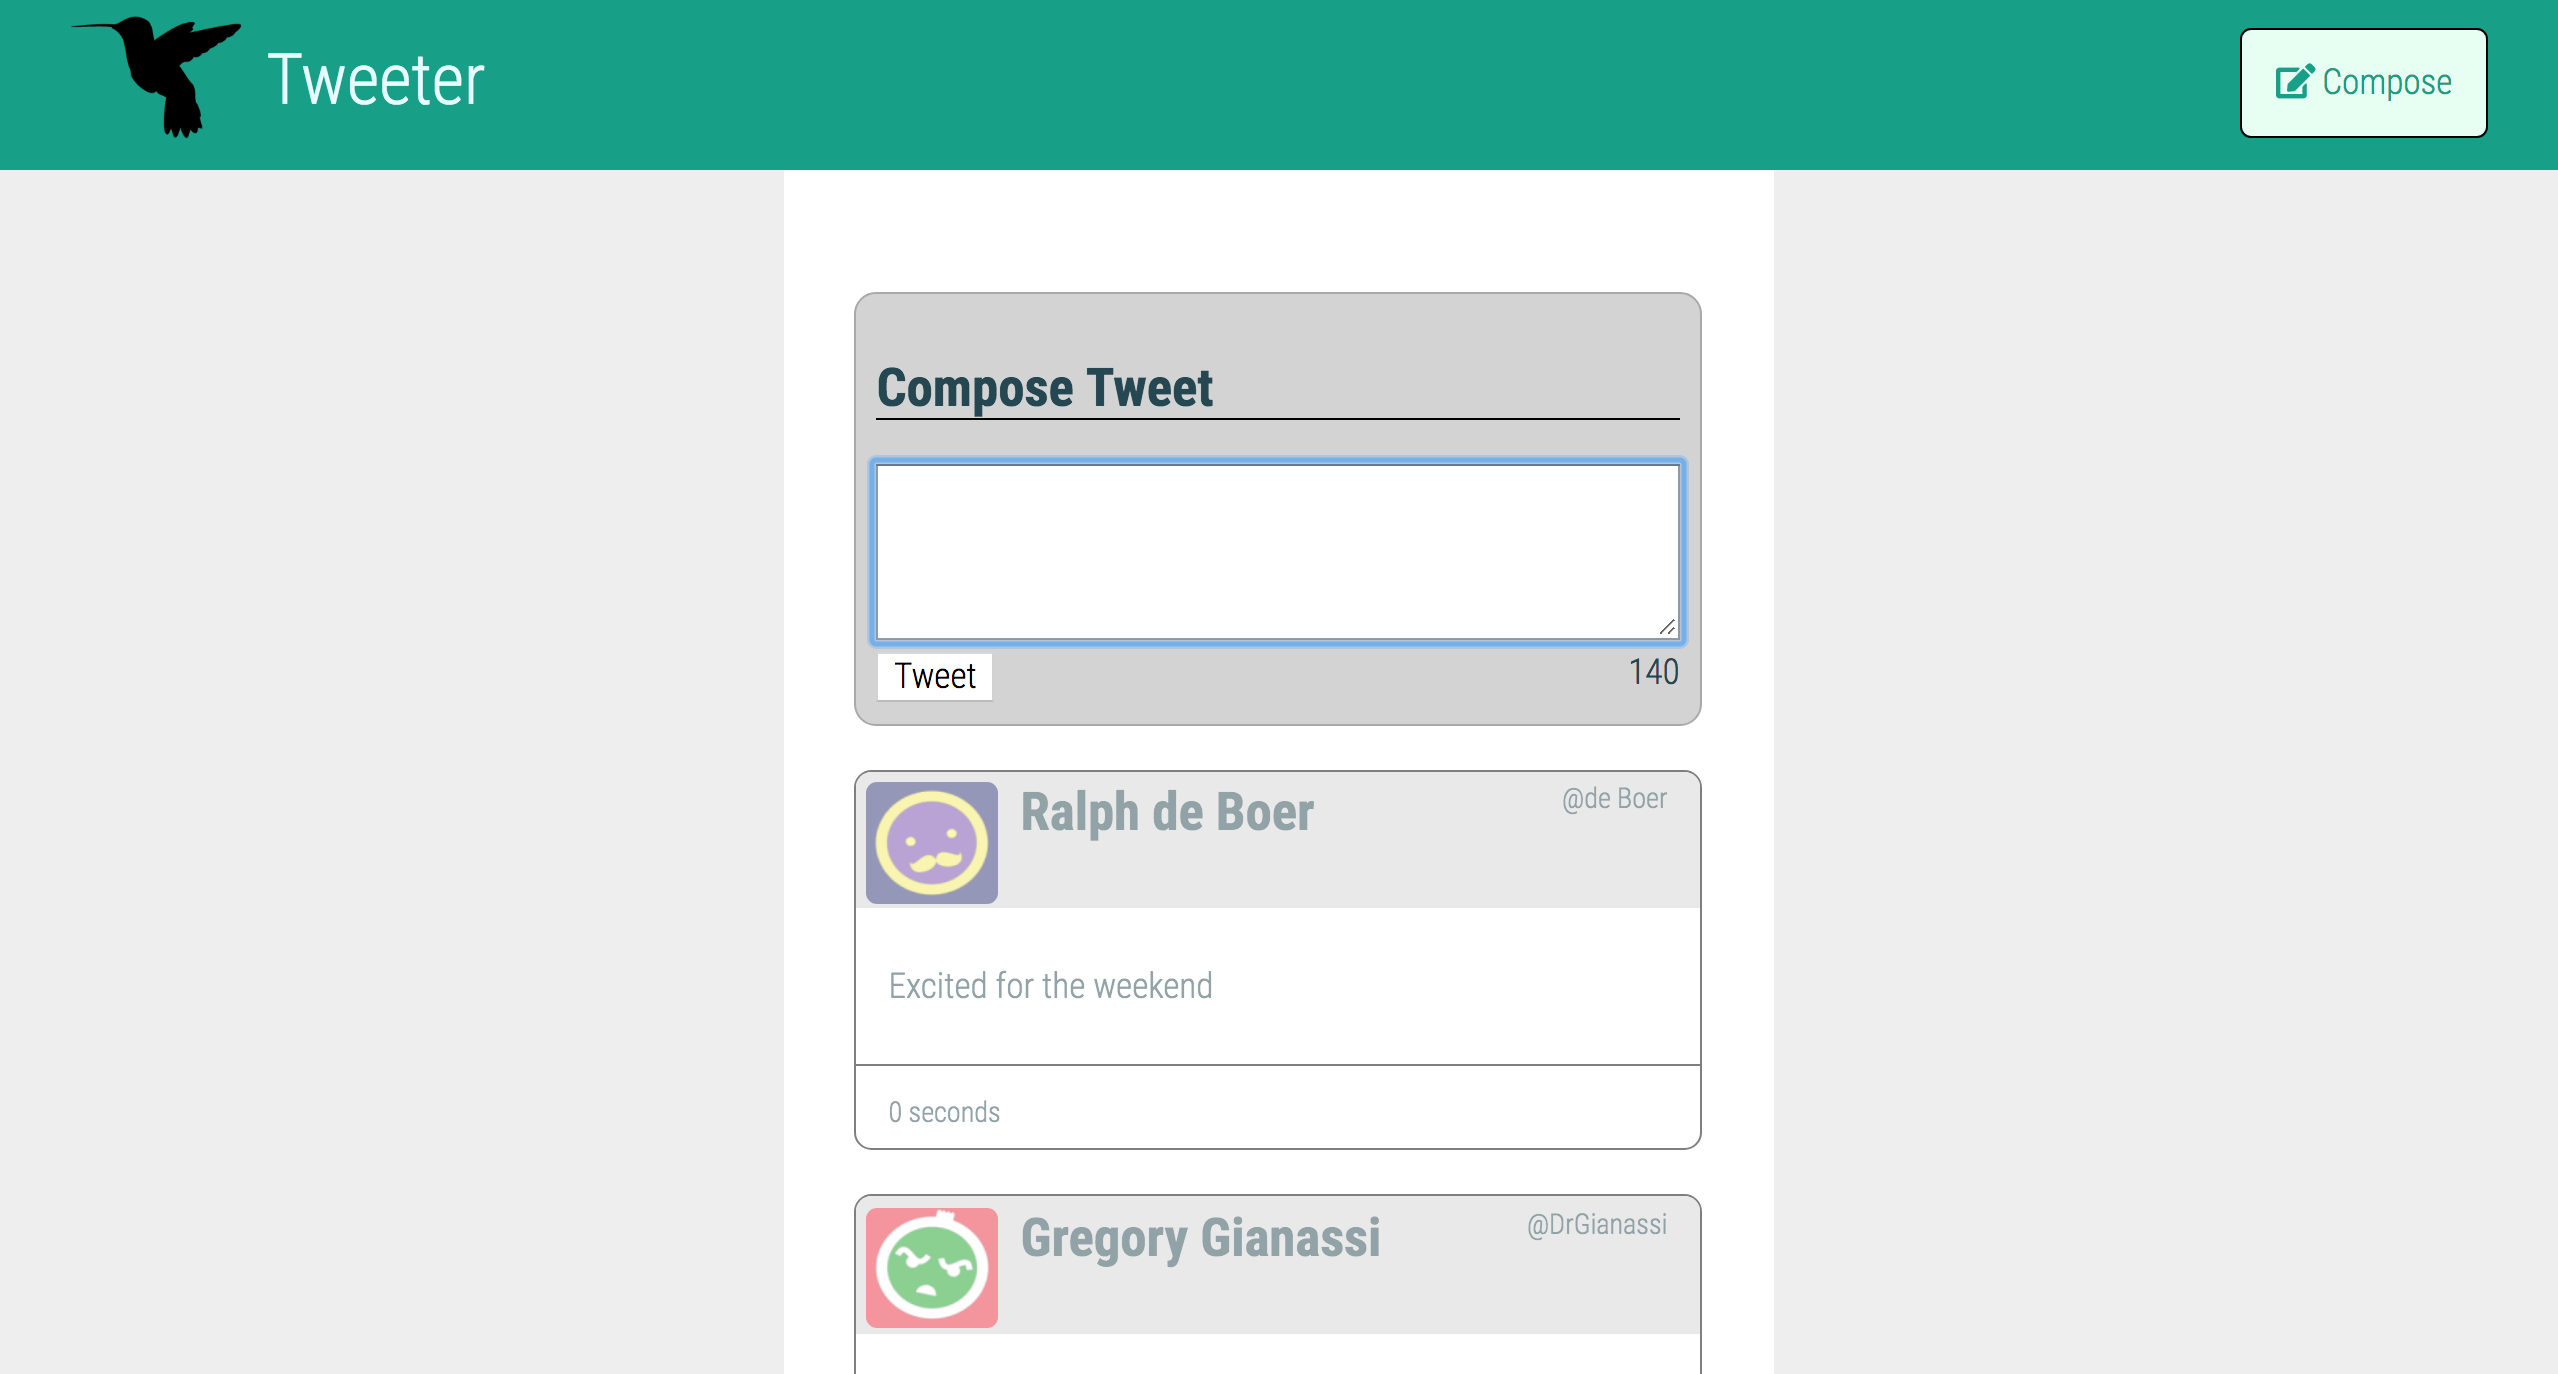 Tweeter
Compose
Compose Tweet
Tweet
140
Ralph de Boer
@de Boer
Excited for the weekend
0 seconds
Gregory Gianassi
@DrGianassi